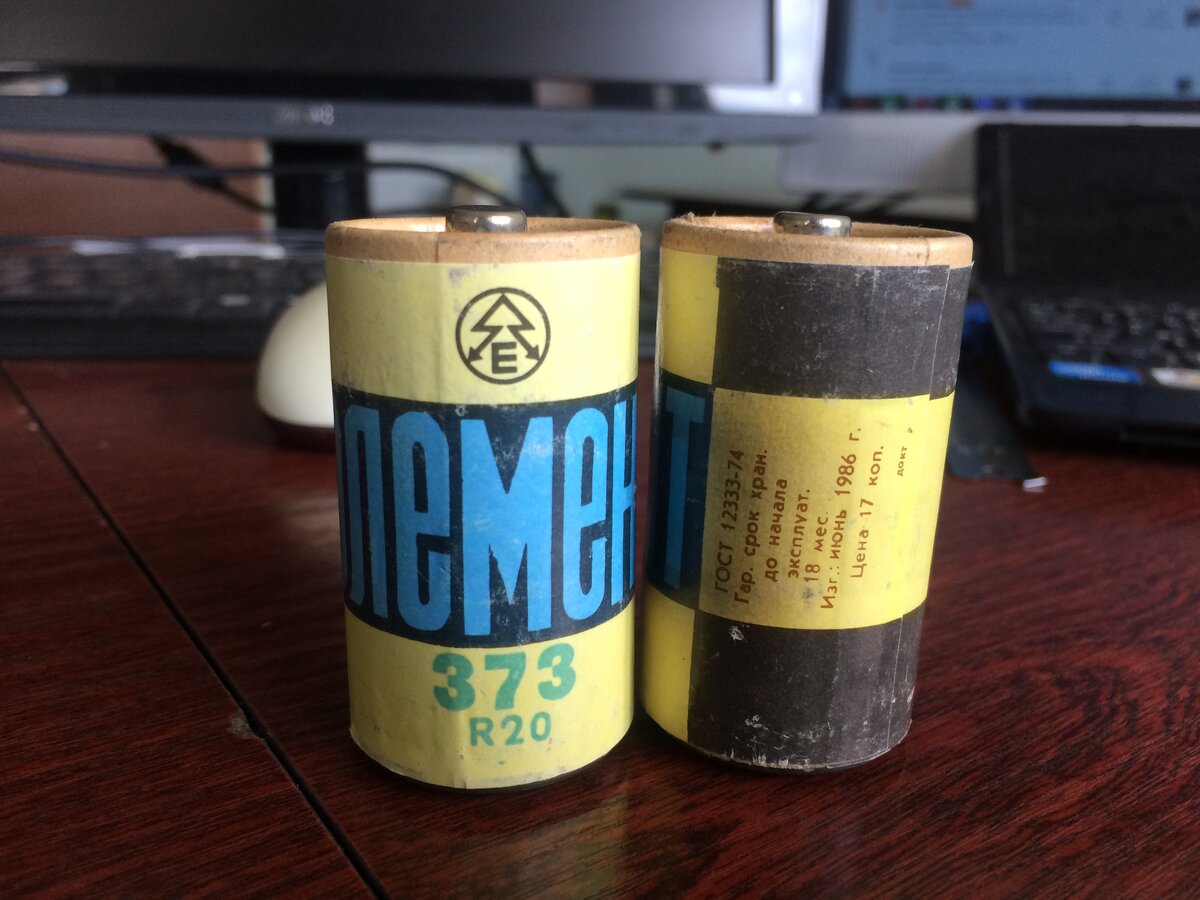 Е
лемен
373
R20
т
ГОСТ 12333-74
Гар. срок хран.
до начала
эксплуат.
18 мес.
Изг.: июнь 1986 г.
Цена 17 коп.
докт